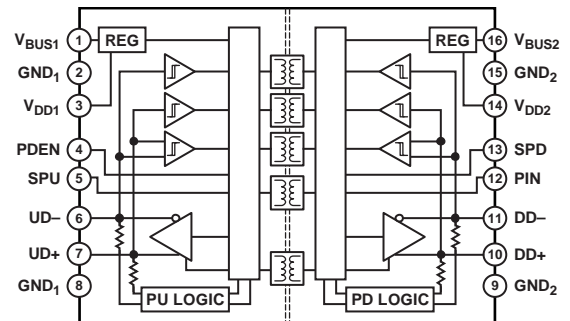 VBUS1 1 REG REG 16 VBUS2
GND1 2 15 GND2
VDD1 3 14 VDD2
PDEN 4 13 SPD
SPU 5 12 PIN
UD– 6 11 DD–
UD+ 7 10 DD+
GND1 8 PU LOGIC PD LOGIC 9 GND2